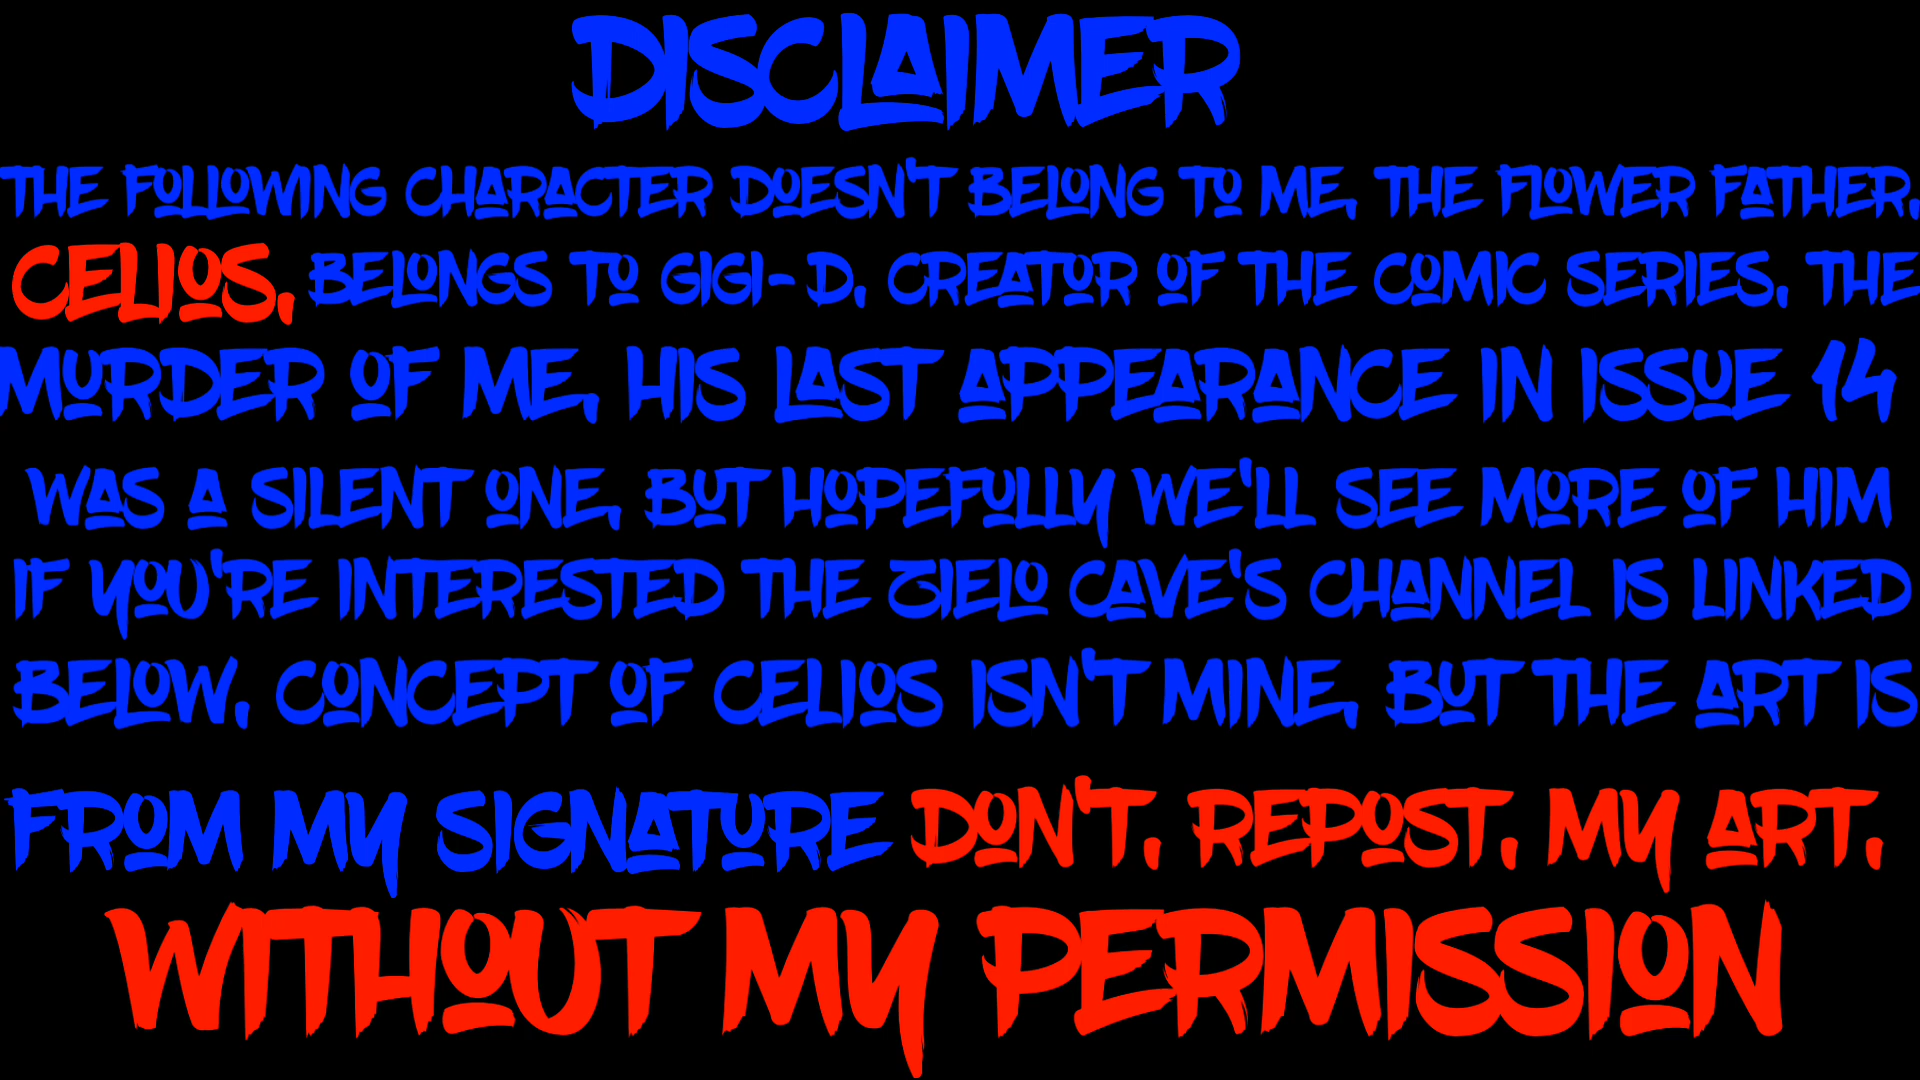 DISCLAIMER
THE FOLLOWING CHARACTER DOESN'T BELONG TO ME, THE FLOWER FATHER,
CELIOS, BELONGS TO GIGI-D, CREATOR OF THE COMIC SERIES, THE
MURDER OF ME, HIS LAST APPEARANCE IN ISSUE 14
WAS A SILENT ONE, BUT HOPEFULLY WE'LL SEE MORE OF HIM
IF YOU'RE INTERESTED THE ZIELO CAVE'S CHANNEL IS LINKED
BELOW, CONCEPT OF CELIOS ISN'T MINE, BUT THE ART IS
FROM MY SIGNATURE DON'T, REPOST, MY ART,
WITHOUT MY PERMISSION